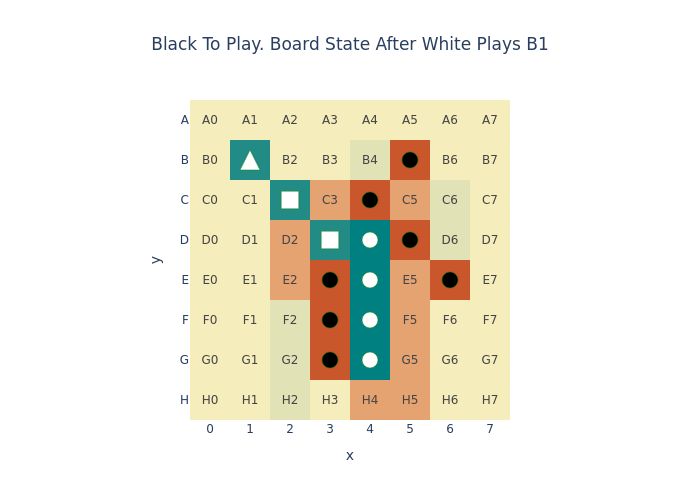 Black To Play. Board State After White Plays B1
A A0 A1 A2 A3 A4 A5 A6 A7
B B0 B2 B3 B4 B6 B7
C C0 C1 C3 C5 C6 C7
D D0 D1 D2 D6 D7
y
E E0 E1 E2 E5 E7
F F0 F1 F2 F5 F6 F7
G G0 G1 G2 G5 G6 G7
H H0 H1 H2 H3 H4 H5 H6 H7
0 1 2 3 4 5 6 7
x